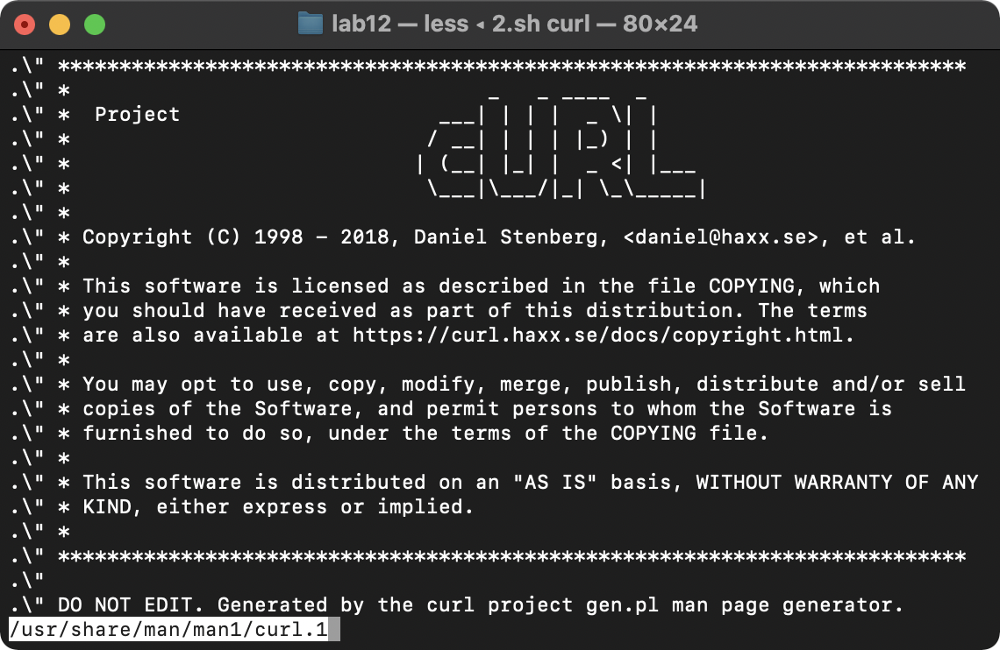 lab12 — less ◂ 2.sh curl — 80×24
.\" **************************************************************************
.\" *                                  _   _ ____  _
.\" *  Project                     ___| | | |  _ \| |
.\" *                             / __| | | | |_) | |
.\" *                            | (__| |_| |  _ <| |___
.\" *                             \___|\___/|_| \_\_____|
.\" *
.\" * Copyright (C) 1998 - 2018, Daniel Stenberg, <daniel@haxx.se>, et al.
.\" *
.\" * This software is licensed as described in the file COPYING, which
.\" * you should have received as part of this distribution. The terms
.\" * are also available at https://curl.haxx.se/docs/copyright.html.
.\" *
.\" * You may opt to use, copy, modify, merge, publish, distribute and/or sell
.\" * copies of the Software, and permit persons to whom the Software is
.\" * furnished to do so, under the terms of the COPYING file.
.\" *
.\" * This software is distributed on an "AS IS" basis, WITHOUT WARRANTY OF ANY
.\" * KIND, either express or implied.
.\" *
.\" **************************************************************************
.\"
.\" DO NOT EDIT. Generated by the curl project gen.pl man page generator.
/usr/share/man/man1/curl.1